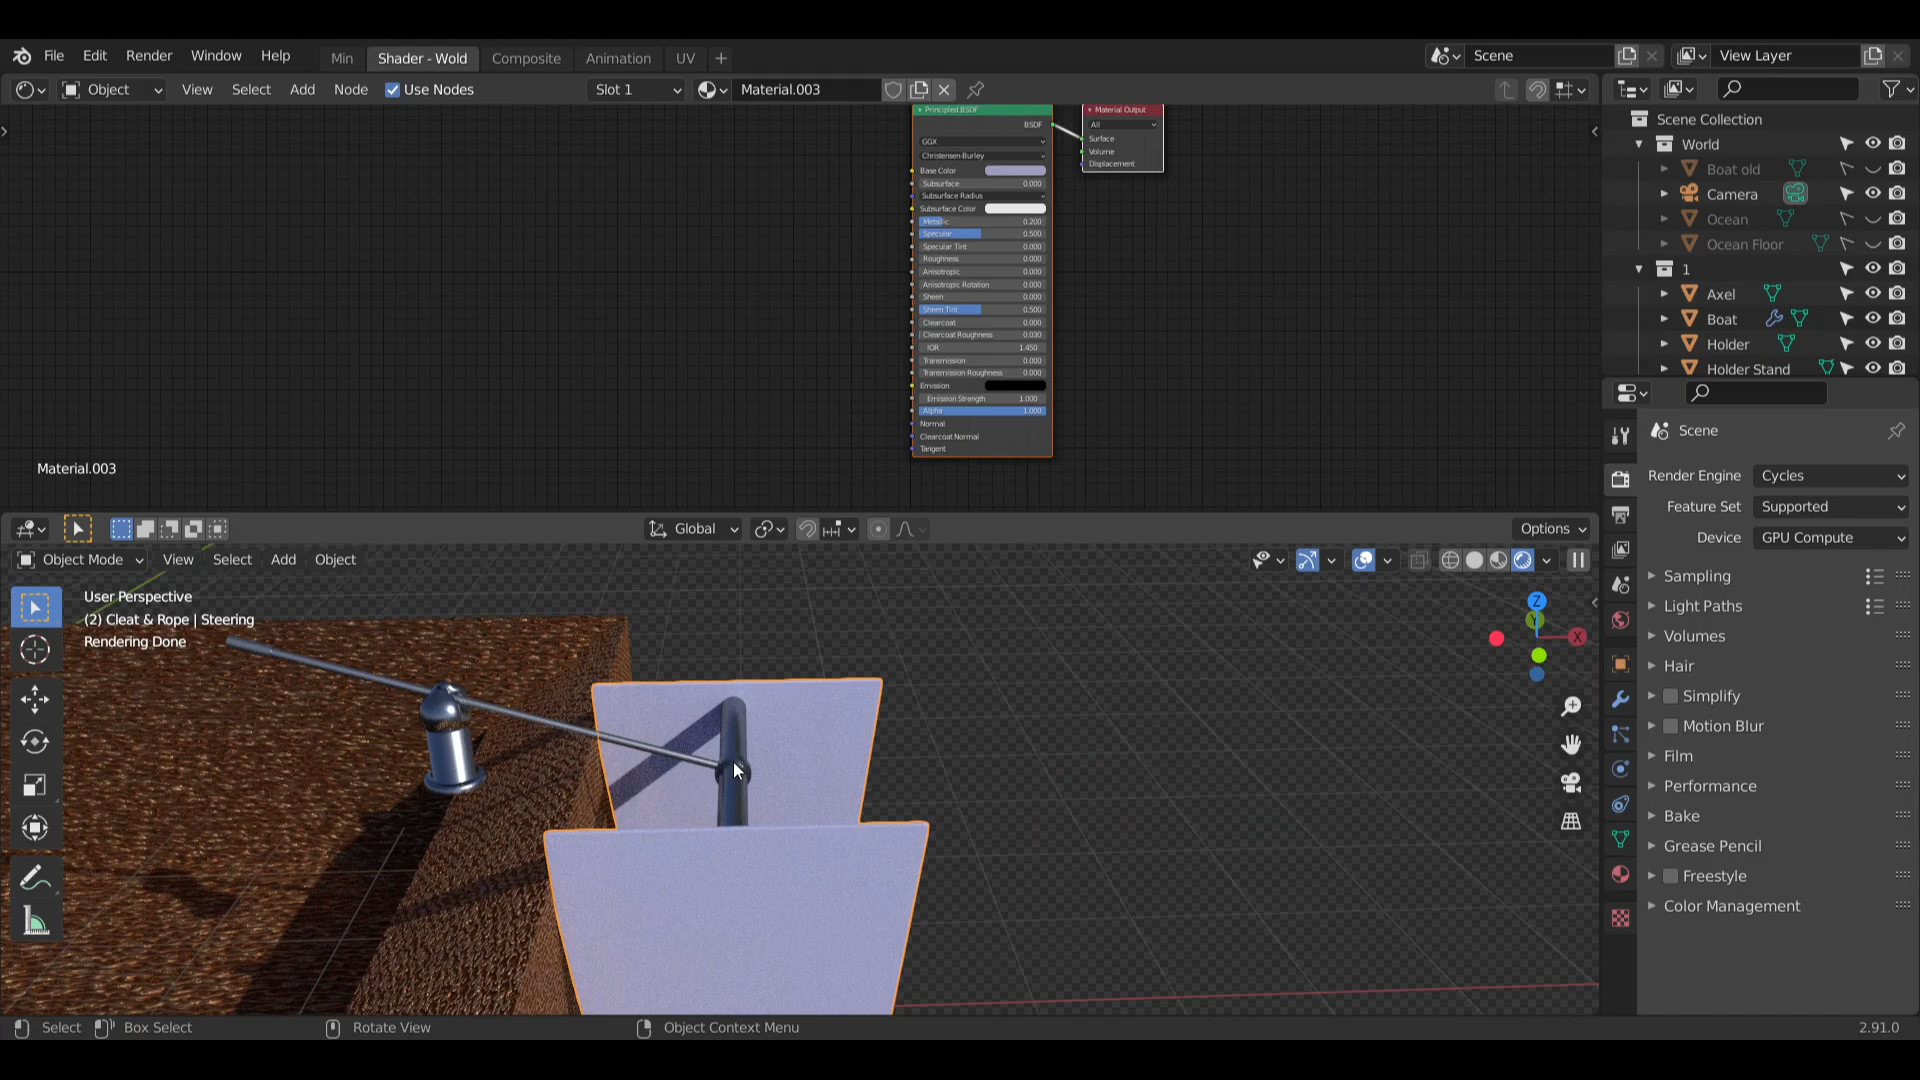 File Edit Render Window Help Min Shader - Wold Composite Animation UV + Scene View Layer
Object View Select Add Node Use Nodes Slot 1 Material.003
Principled BSDF
BSDF
GGX
Christensen-Burley
Base Color
Subsurface 0.000
Subsurface Radius
Subsurface Color
Metallic 0.200
Specular 0.500
Specular Tint 0.000
Roughness 0.000
Anisotropic 0.000
Anisotropic Rotation 0.000
Sheen 0.000
Sheen Tint 0.500
Clearcoat 0.000
Clearcoat Roughness 0.030
IOR 1.450
Transmission 0.000
Transmission Roughness 0.000
Emission
Emission Strength 1.000
Alpha 1.000
Normal
Clearcoat Normal
Tangent
Material Output
All
Surface
Volume
Displacement
Material.003
Scene Collection
World
Boat old
Camera
Ocean
Ocean Floor
1
Axel
Boat
Holder
Holder Stand
Global Options
Object Mode View Select Add Object
User Perspective
(2) Cleat & Rope | Steering
Rendering Done
Z
Y
X
Scene
Render Engine Cycles
Feature Set Supported
Device GPU Compute
Sampling
Light Paths
Volumes
Hair
Simplify
Motion Blur
Film
Performance
Bake
Grease Pencil
Freestyle
Color Management
Select Box Select Rotate View Object Context Menu 2.91.0